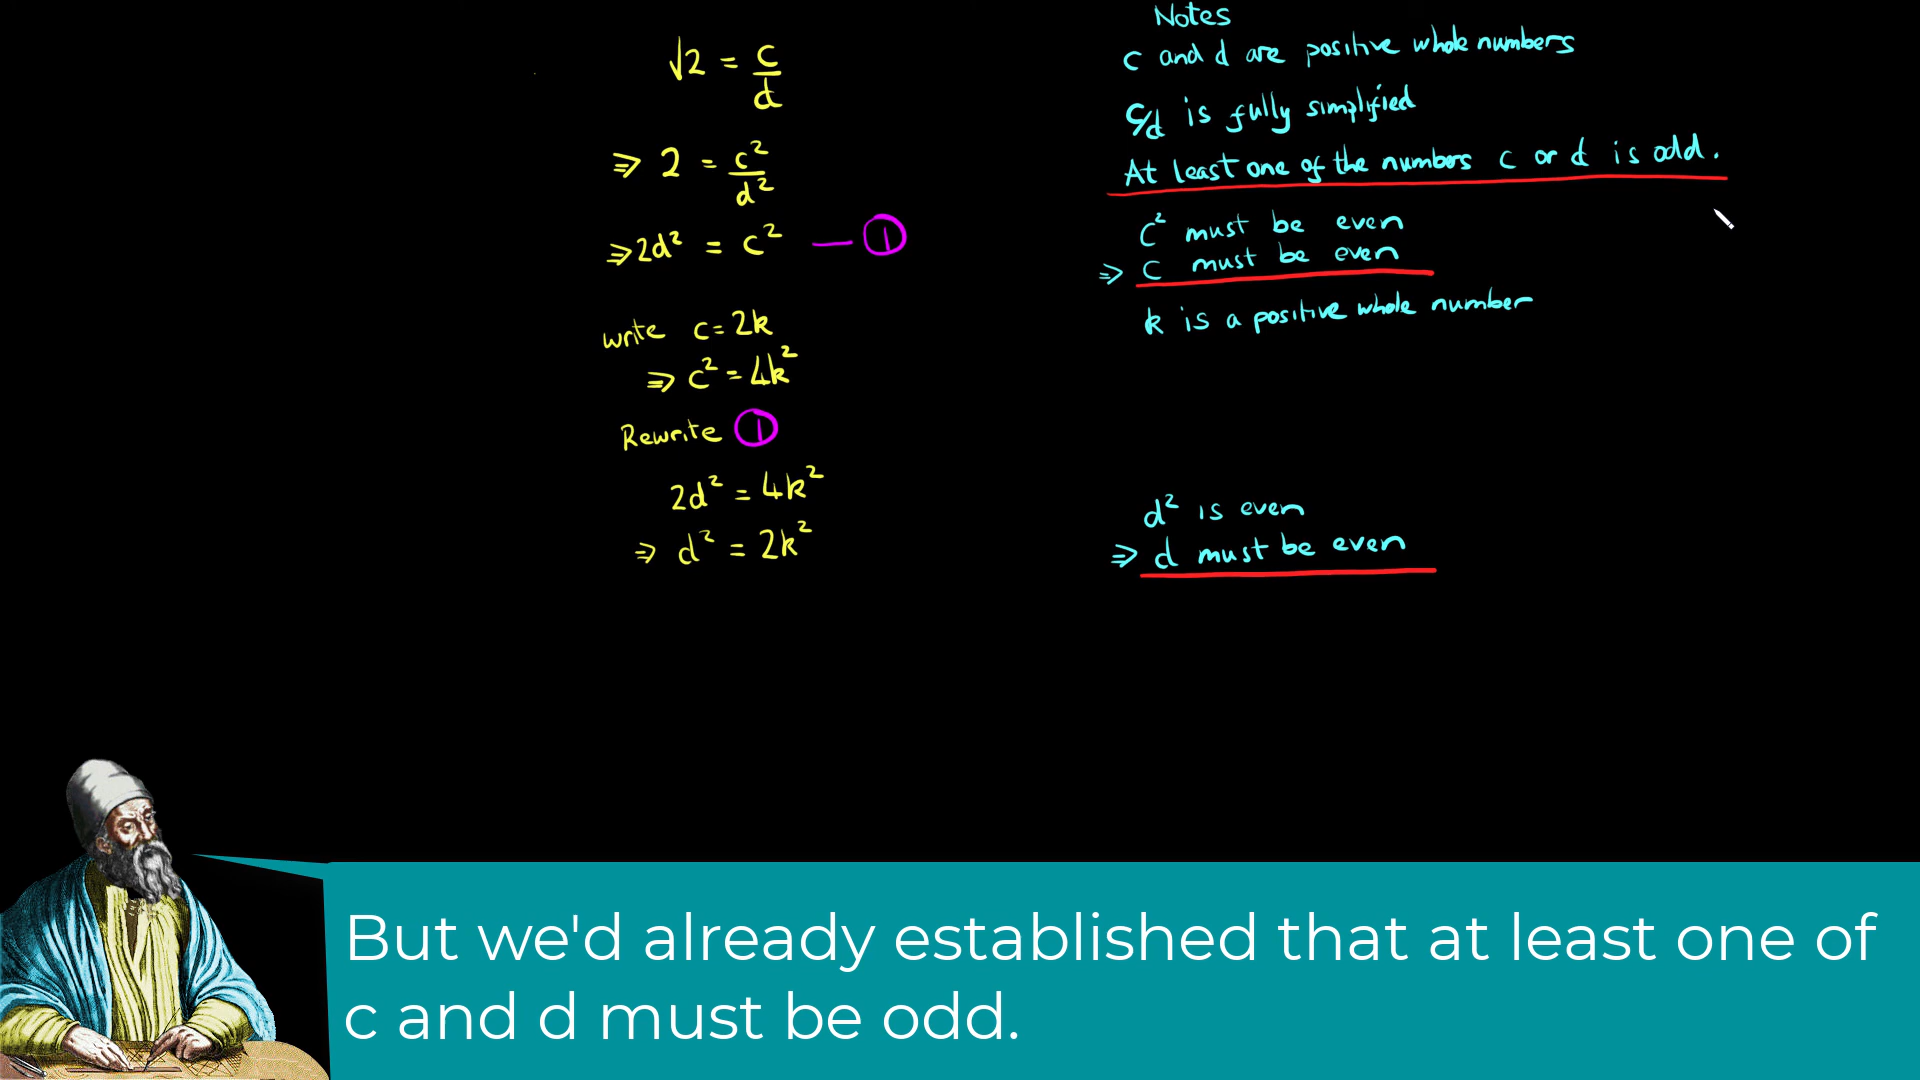 √2 = c/d
⇒ 2 = c²/d²
⇒ 2d² = c² — ①
write c = 2k
⇒ c² = 4k²
Rewrite ①
2d² = 4k²
⇒ d² = 2k²
Notes
c and d are positive whole numbers
c/d is fully simplified
At least one of the numbers c or d is odd.
c² must be even
⇒ c must be even
k is a positive whole number
d² is even
⇒ d must be even
But we'd already established that at least one of
c and d must be odd.